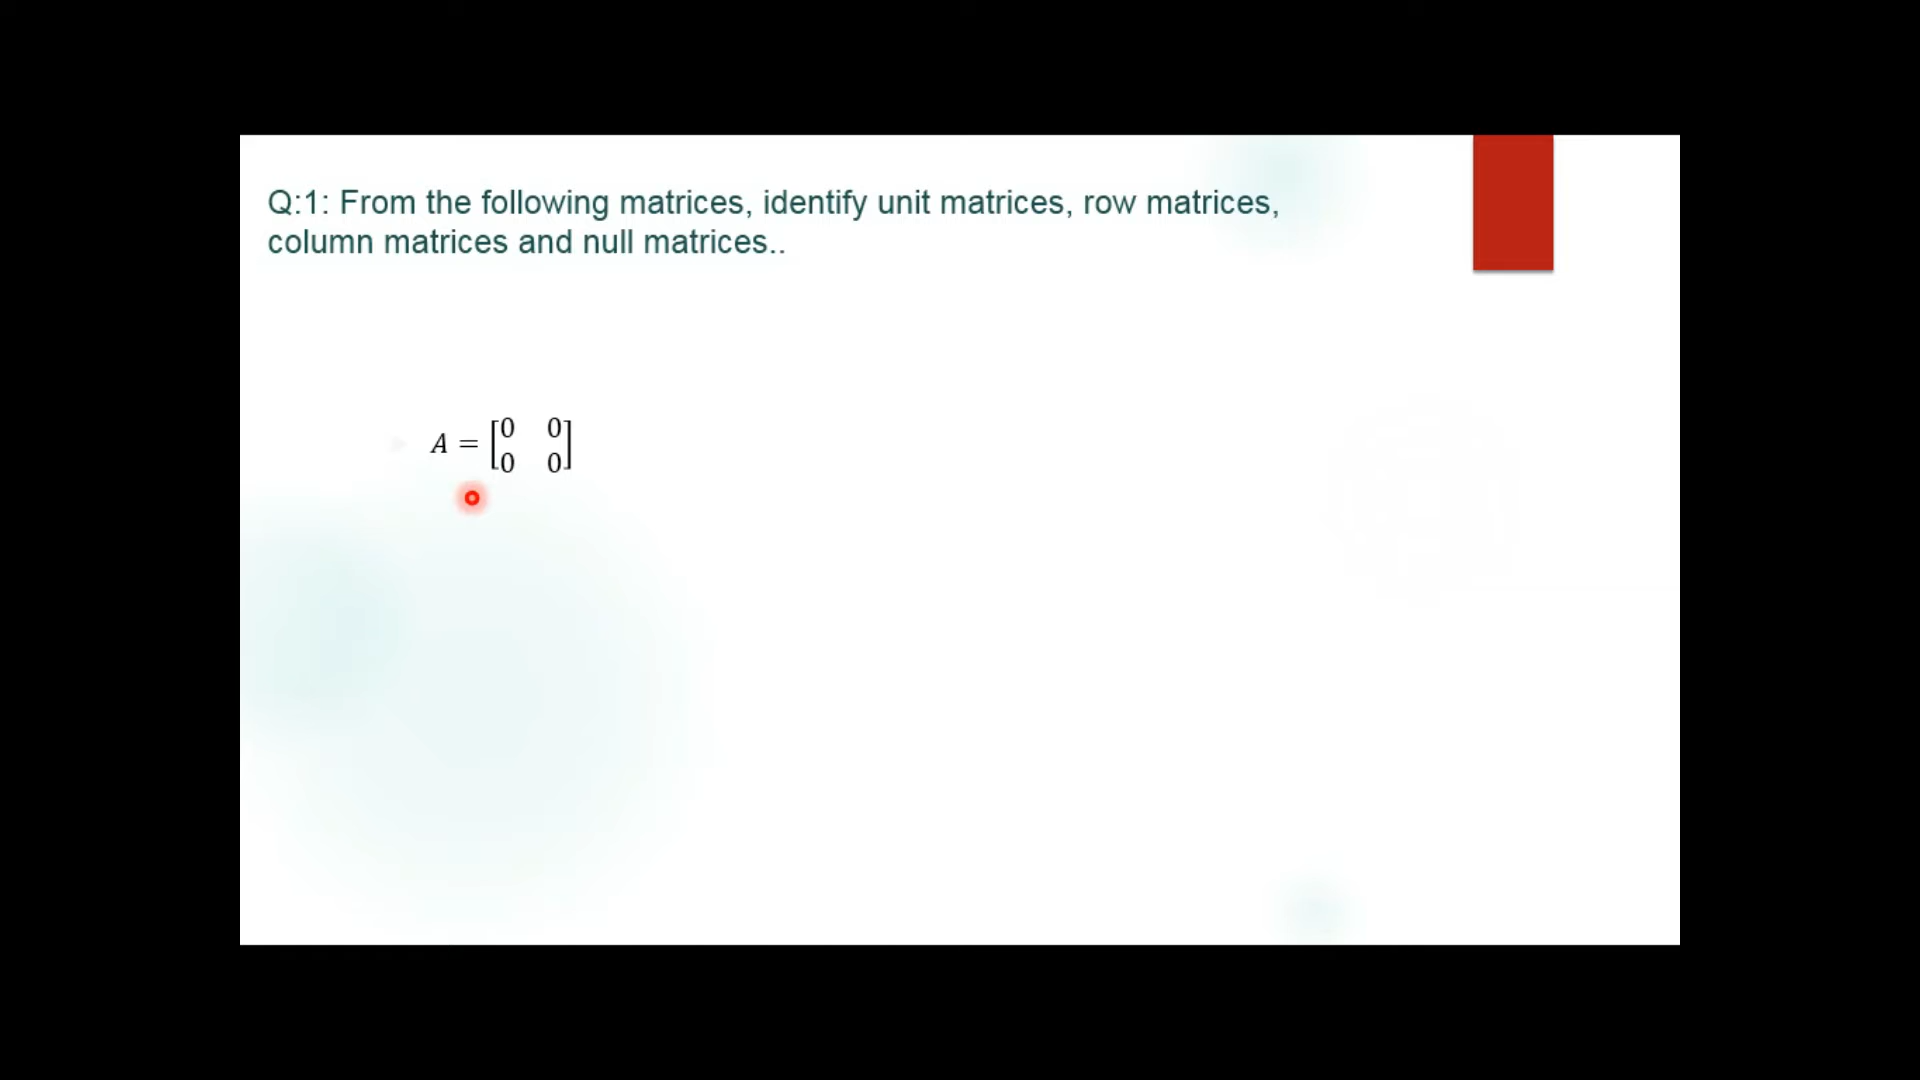 Q:1: From the following matrices, identify unit matrices, row matrices,
column matrices and null matrices..
A = [0 0
0 0]